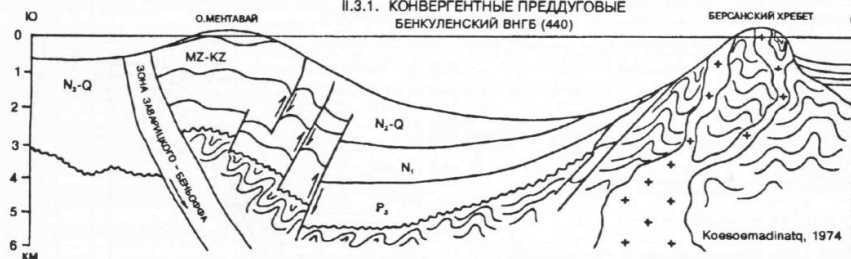 II.3.1. КОНВЕРГЕНТНЫЕ ПРЕДДУГОВЫЕ
БЕНКУЛЕНСКИЙ ВНГБ (440)
Ю
О.МЕНТАВАЙ
БЕРСАНСКИЙ ХРЕБЕТ
0
1
2
3
4
5
6
КМ
N₂-Q
ЗОНА ЗАВАРИЦКОГО - БЕНЬОФФА
MZ-KZ
N₂-Q
N₁
P₃
Koesoemadinatq, 1974